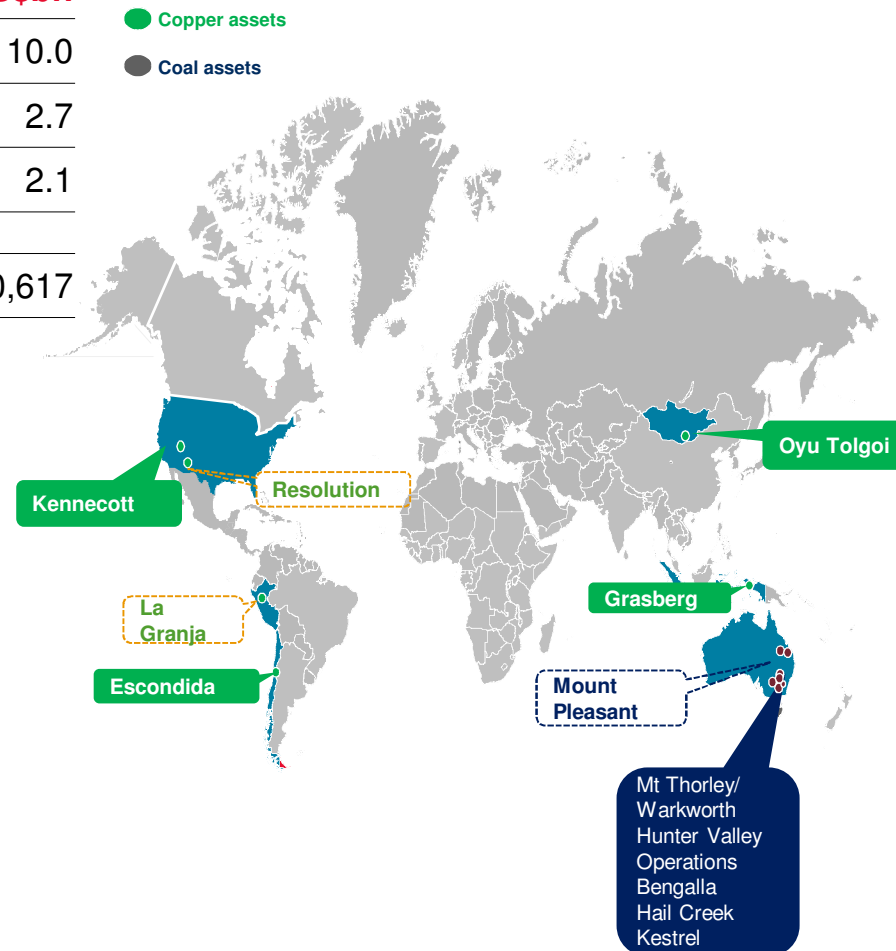 Copper assets
10.0
Coal assets
2.7
2.1
Oyu Tolgoi
Kennecott
Resolution
La
Granja
Grasberg
Escondida
Mount
Pleasant
Mt Thorley/
Warkworth
Hunter Valley
Operations
Bengalla
Hail Creek
Kestrel